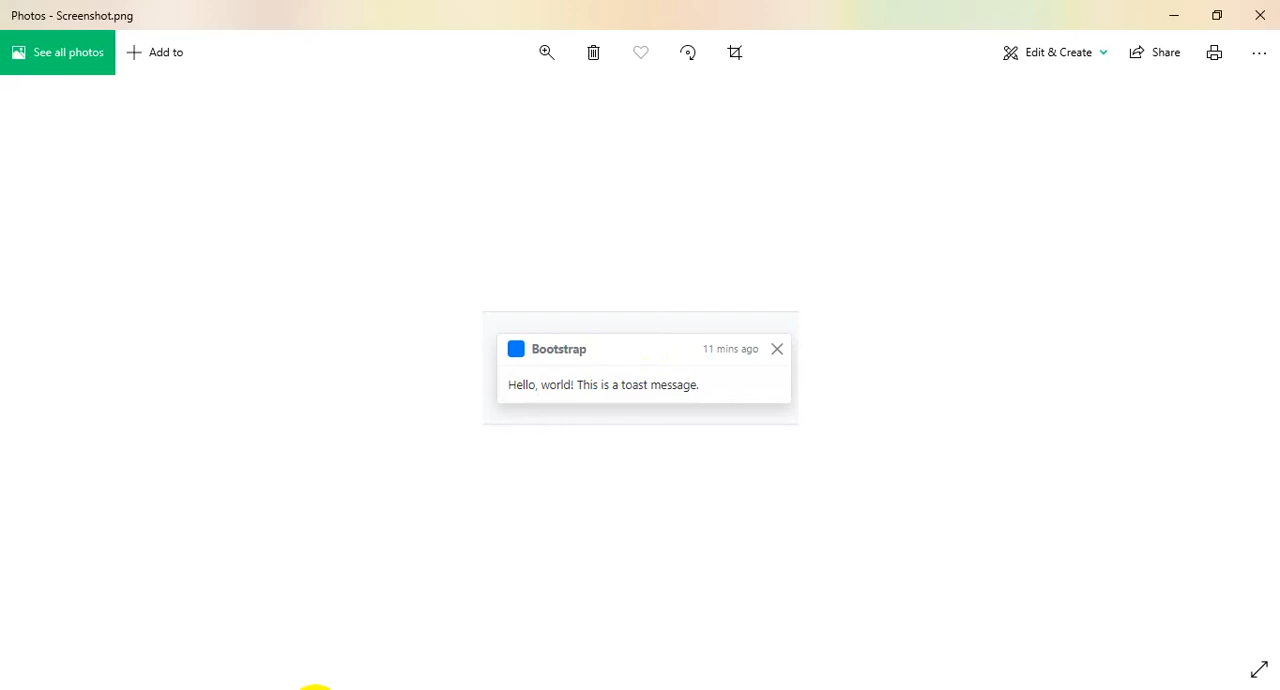 Photos - Screenshot.png
See all photos
Add to
Edit & Create
Share
Bootstrap
11 mins ago
Hello, world! This is a toast message.